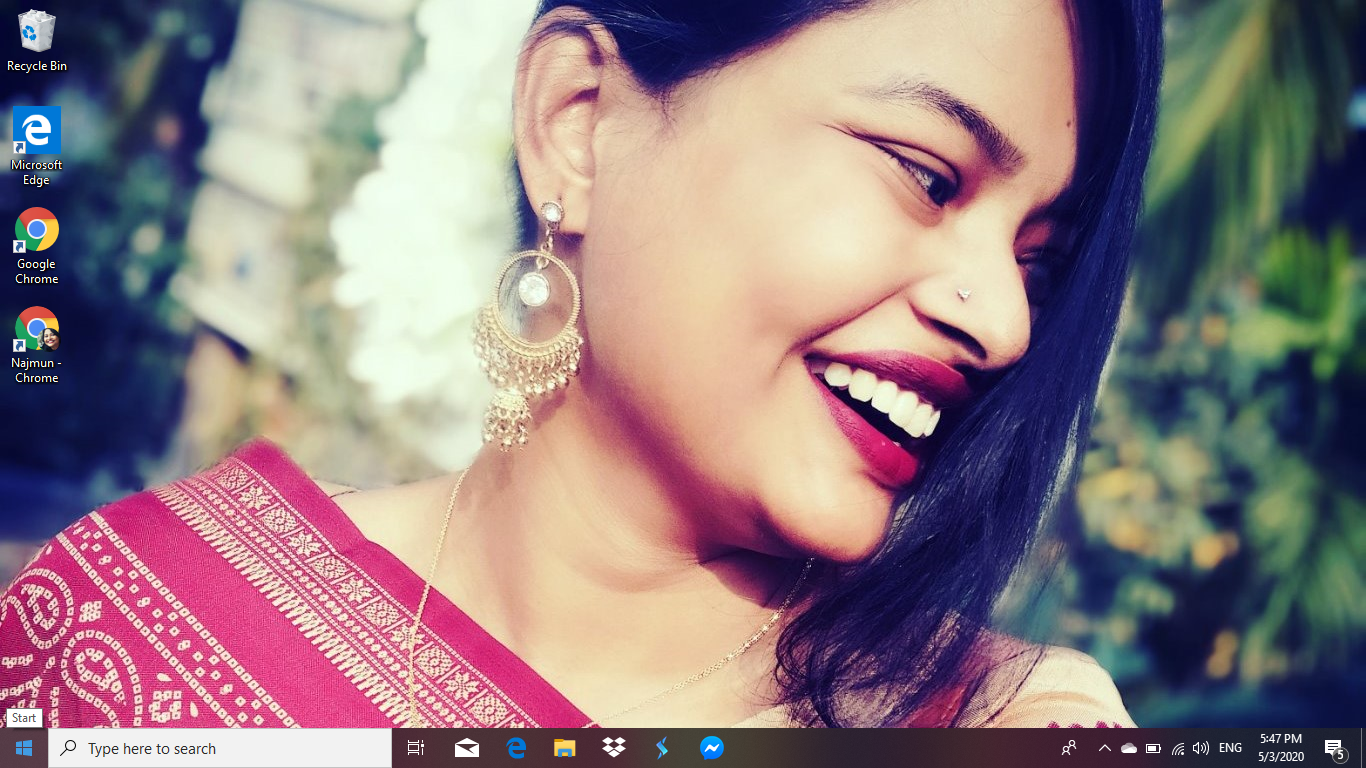 Recycle Bin
Microsoft
Edge
Google
Chrome
Najmun -
Chrome
Start
Type here to search
ENG
5:47 PM
5/3/2020
5